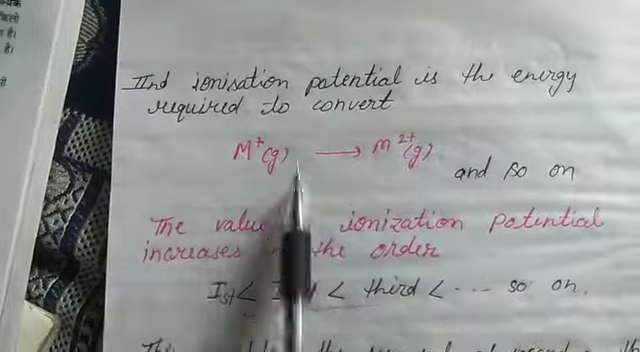 IInd ionisation potential is the energy
required to convert
M⁺(g) → M²⁺(g) and so on
The value ionization potential
increases in the order
Ist < < third < .... so on.